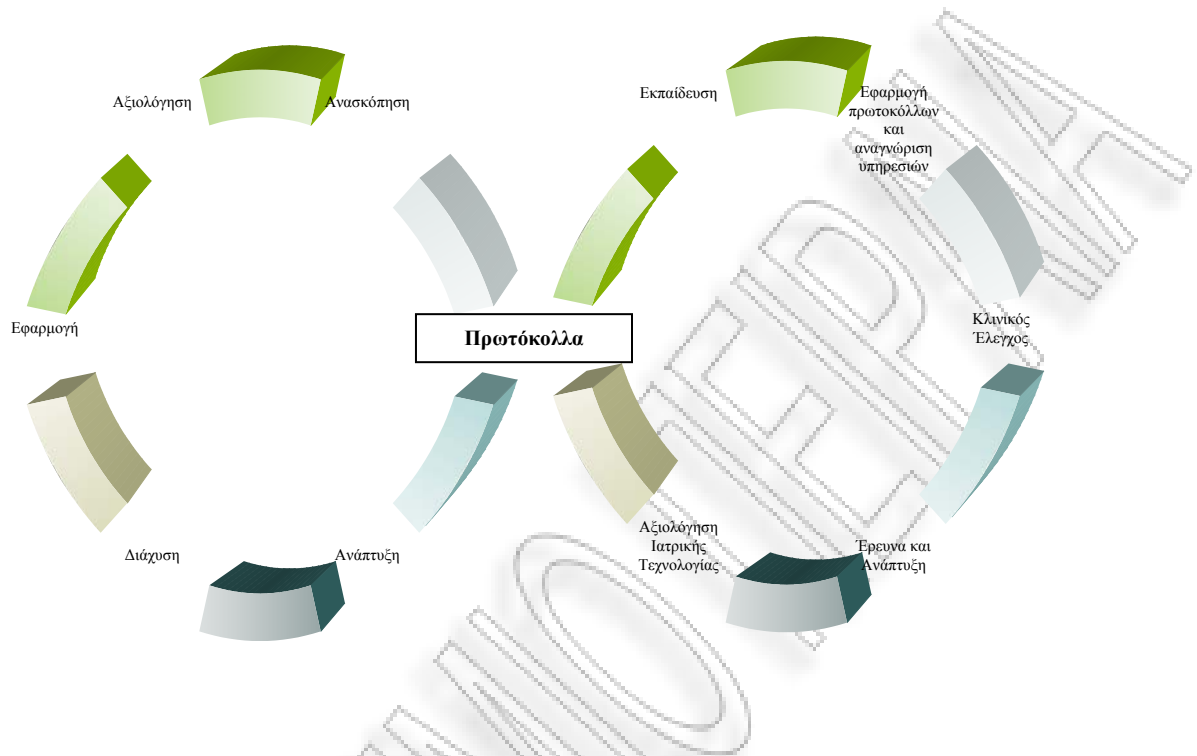 Αξιολόγηση
Ανασκόπηση
Εφαρμογή
Πρωτόκολλα
Διάχυση
Ανάπτυξη
Εκπαίδευση
Εφαρμογή
πρωτοκόλλων
και
αναγνώριση
υπηρεσιών
Κλινικός
Έλεγχος
Αξιολόγηση
Ιατρικής
Τεχνολογίας
Έρευνα και
Ανάπτυξη